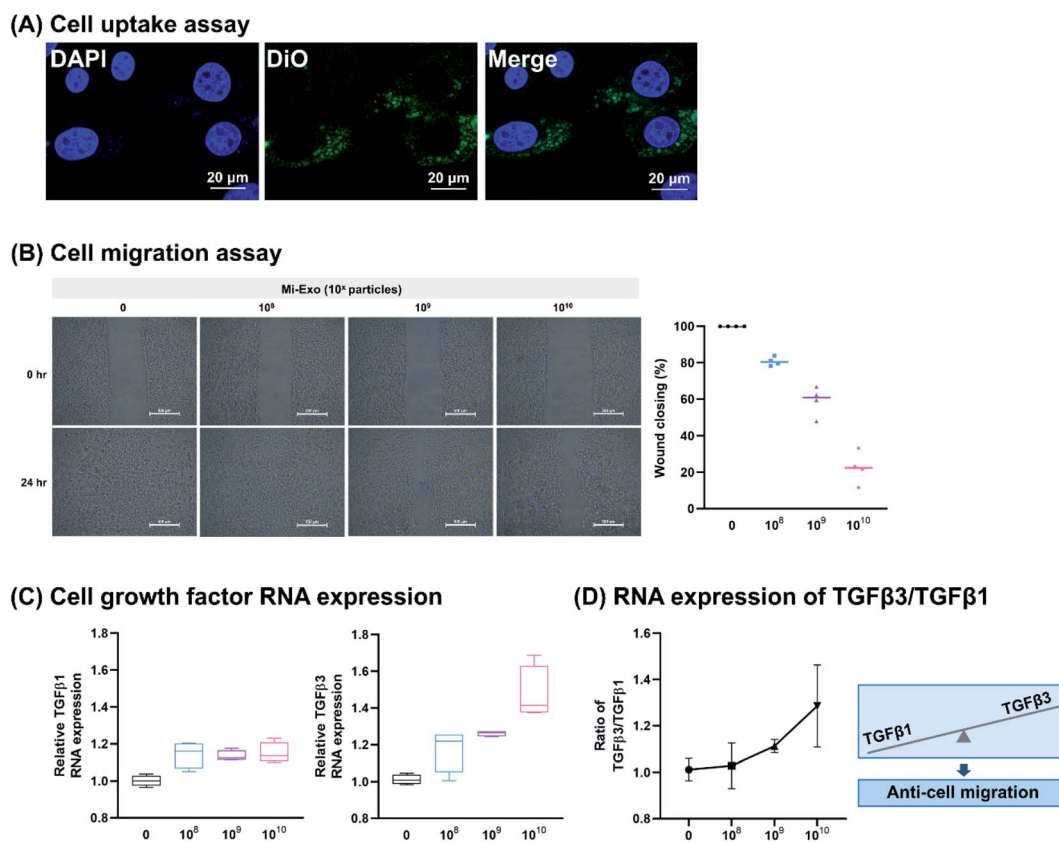 (A) Cell uptake assay
DAPI
DiO
Merge
20 μm
20 μm
20 μm
(B) Cell migration assay
Mi-Exo (10ˣ particles)
0
10⁸
10⁹
10¹⁰
0 hr
24 hr
Wound closing (%)
100
80
60
40
20
0
0
10⁸
10⁹
10¹⁰
(C) Cell growth factor RNA expression
Relative TGFβ1
RNA expression
1.8
1.6
1.4
1.2
1.0
0.8
0
10⁸
10⁹
10¹⁰
Relative TGFβ3
RNA expression
1.8
1.6
1.4
1.2
1.0
0.8
0
10⁸
10⁹
10¹⁰
(D) RNA expression of TGFβ3/TGFβ1
Ratio of
TGFβ3/TGFβ1
1.6
1.4
1.2
1.0
0.8
0
10⁸
10⁹
10¹⁰
TGFβ1
TGFβ3
Anti-cell migration